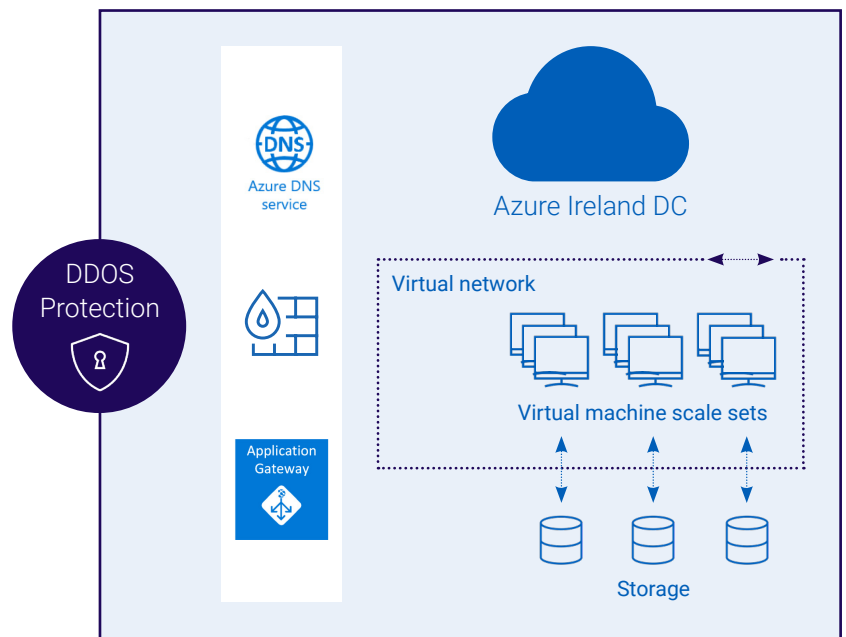 DDOS
Protection
DNS
Azure DNS
service
Application
Gateway
Azure Ireland DC
Virtual network
Virtual machine scale sets
Storage